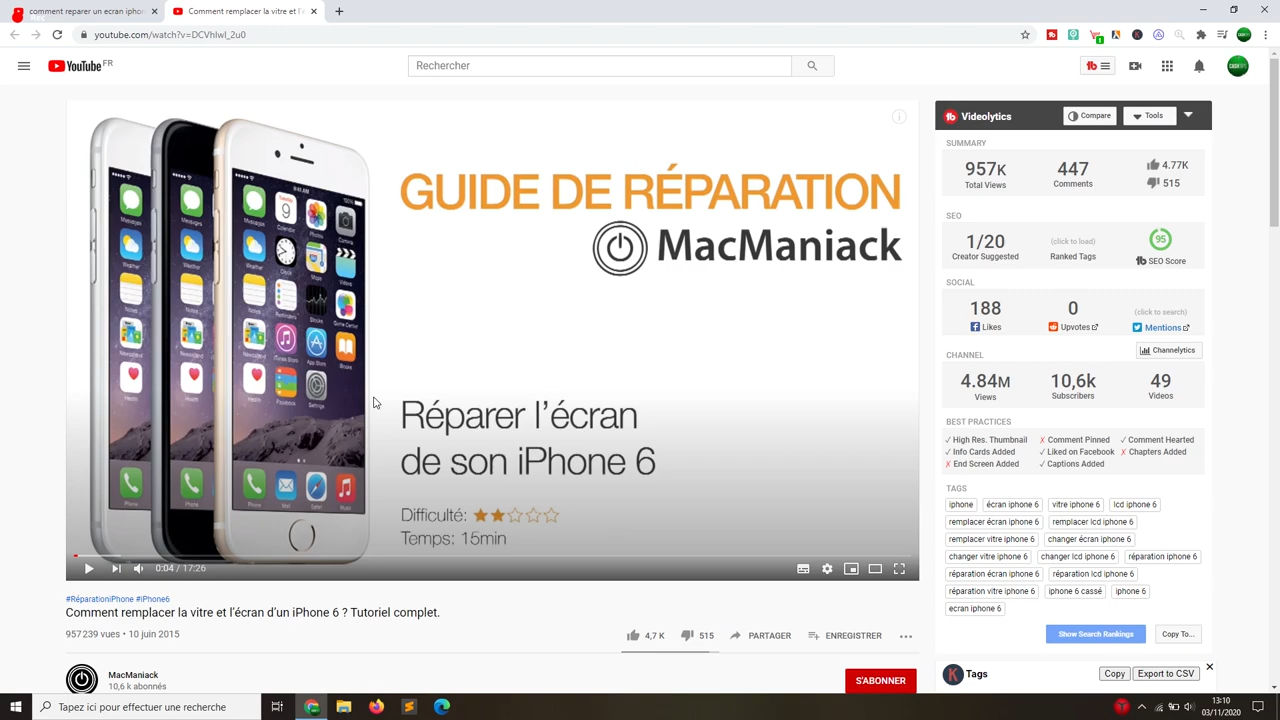 comment reparer un ecran iphon
Comment remplacer la vitre et l'é
Rec
youtube.com/watch?v=DCVhIwI_2u0
YouTube FR
Rechercher
CASH
GUIDE DE RÉPARATION
MacManiack
Réparer l'écran
de son iPhone 6
Difficulté:
Temps: 15min
0:04 / 17:26
#RéparationiPhone #iPhone6
Comment remplacer la vitre et l'écran d'un iPhone 6 ? Tutoriel complet.
957 239 vues • 10 juin 2015
4,7 K 515 PARTAGER ENREGISTRER
MacManiack
10,6 k abonnés
S'ABONNER
Videolytics Compare Tools
SUMMARY
957K 447 4.77K
Total Views Comments 515
SEO
1/20 (click to load) 95
Creator Suggested Ranked Tags SEO Score
SOCIAL
188 0 (click to search)
Likes Upvotes Mentions
CHANNEL Channelytics
4.84M 10,6k 49
Views Subscribers Videos
BEST PRACTICES
✓ High Res. Thumbnail ✗ Comment Pinned ✓ Comment Hearted
✓ Info Cards Added ✓ Liked on Facebook ✗ Chapters Added
✗ End Screen Added ✓ Captions Added
TAGS
iphone écran iphone 6 vitre iphone 6 lcd iphone 6
remplacer écran iphone 6 remplacer lcd iphone 6
remplacer vitre iphone 6 changer écran iphone 6
changer vitre iphone 6 changer lcd iphone 6 réparation iphone 6
réparation écran iphone 6 réparation lcd iphone 6
réparation vitre iphone 6 iphone 6 cassé iphone 6
ecran iphone 6
Show Search Rankings Copy To...
Tags Copy Export to CSV
Tapez ici pour effectuer une recherche
13:10
03/11/2020